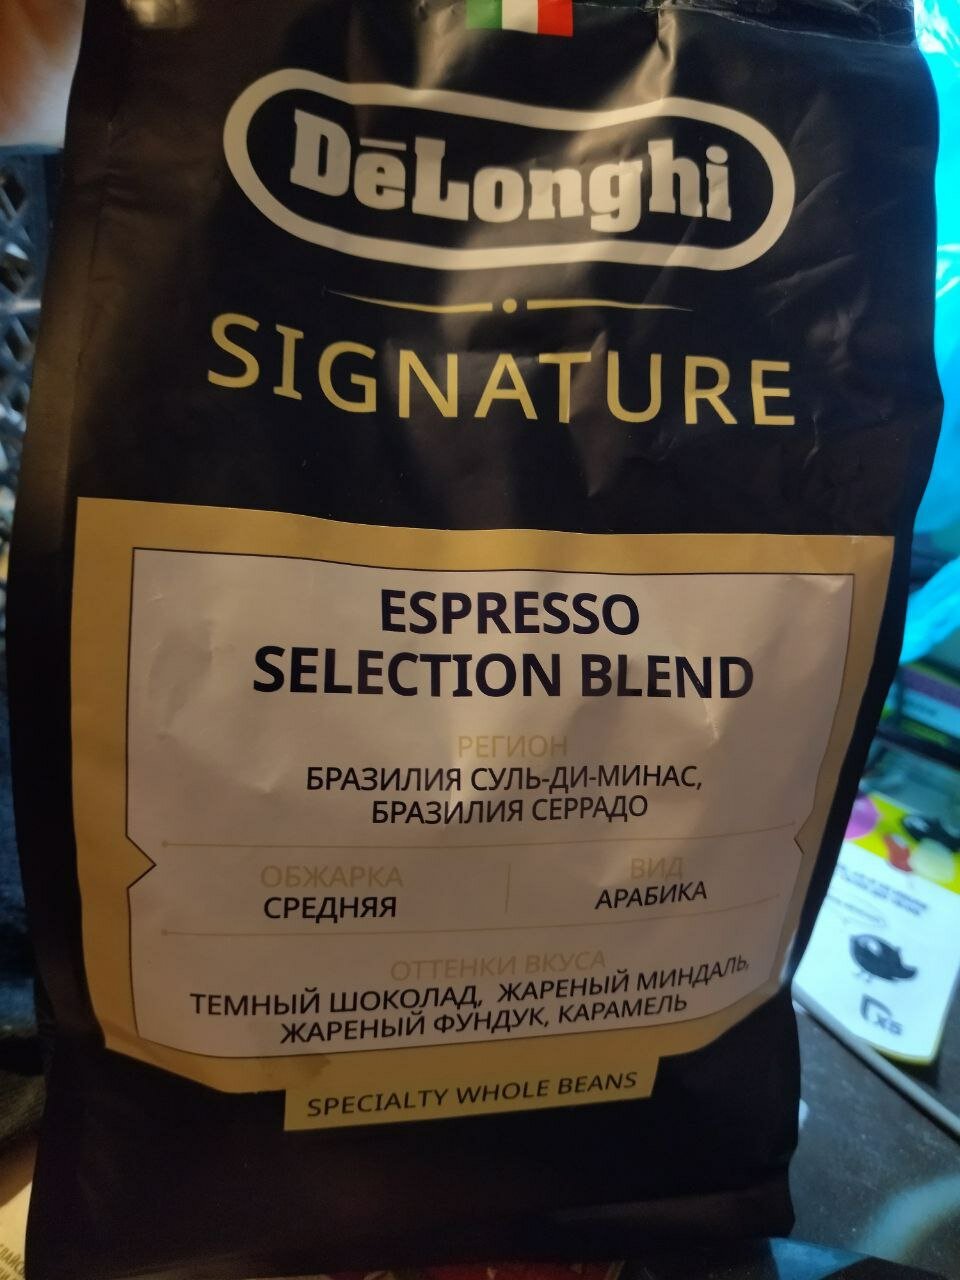 DēLonghi
SIGNATURE
ESPRESSO
SELECTION BLEND
РЕГИОН
БРАЗИЛИЯ СУЛЬ-ДИ-МИНАС,
БРАЗИЛИЯ СЕРРАДО
ОБЖАРКА
СРЕДНЯЯ
ВИД
АРАБИКА
ОТТЕНКИ ВКУСА
ТЕМНЫЙ ШОКОЛАД, ЖАРЕНЫЙ МИНДАЛЬ,
ЖАРЕНЫЙ ФУНДУК, КАРАМЕЛЬ
SPECIALTY WHOLE BEANS